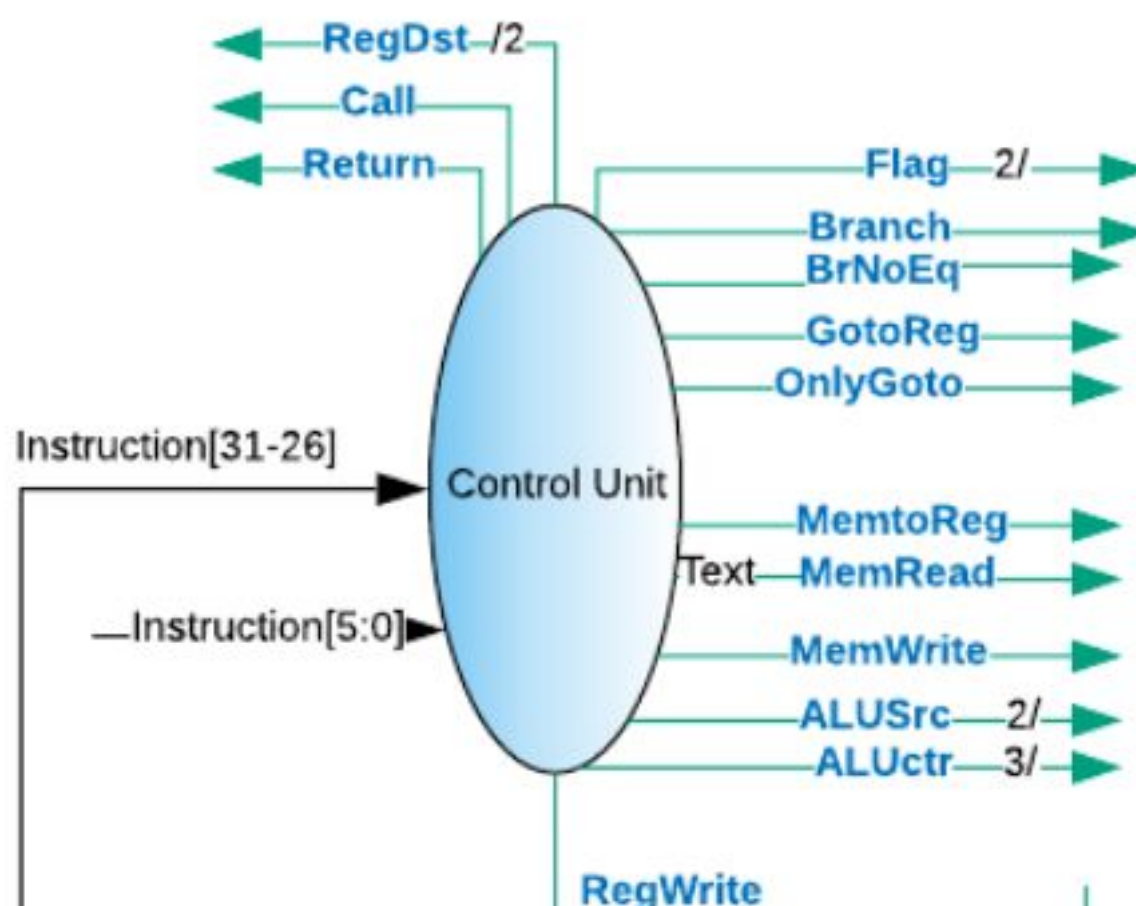 RegDst /2
Call
Return
Flag 2/
Branch
BrNoEq
GotoReg
OnlyGoto
Instruction[31-26]
Control Unit
MemtoReg
Text MemRead
Instruction[5:0]
MemWrite
ALUSrc 2/
ALUctr 3/
RegWrite